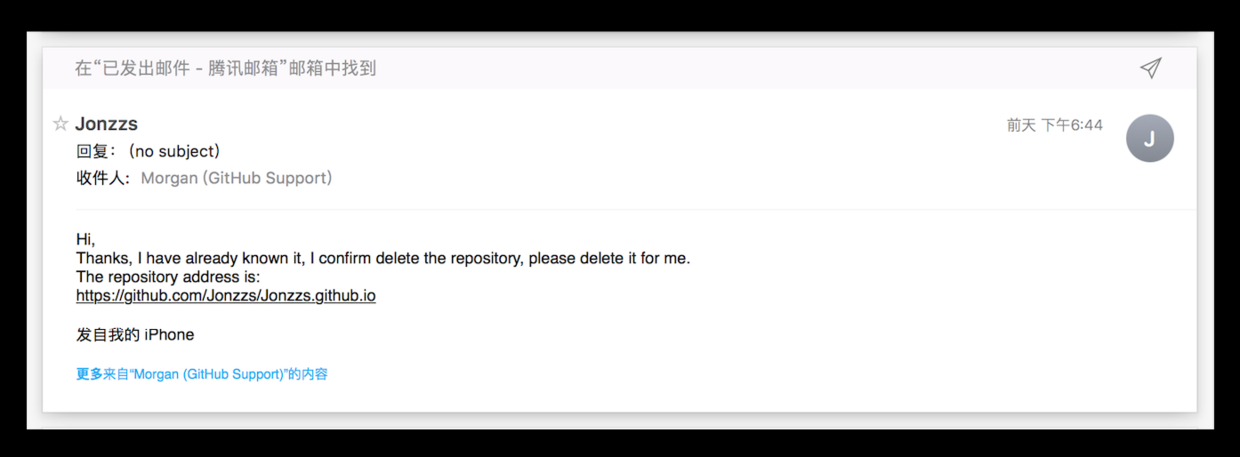 在“已发出邮件 - 腾讯邮箱”邮箱中找到
Jonzzs
前天 下午6:44
J
回复：（no subject）
收件人： Morgan (GitHub Support)
Hi,
Thanks, I have already known it, I confirm delete the repository, please delete it for me.
The repository address is:
https://github.com/Jonzzs/Jonzzs.github.io
发自我的 iPhone
更多来自“Morgan (GitHub Support)”的内容